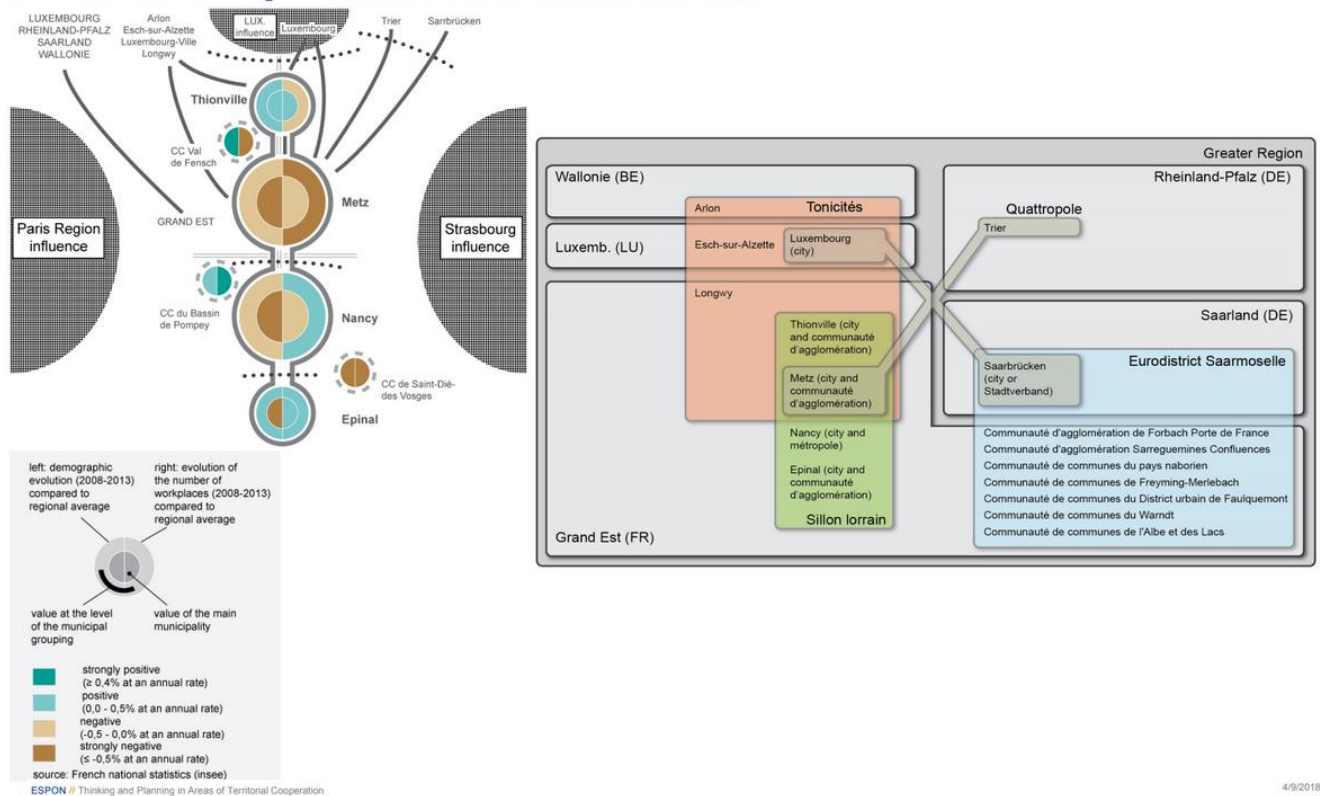 LUXEMBOURG
RHEINLAND-PFALZ
SAARLAND
WALLONIE
Arlon
Esch-sur-Alzette
Luxembourg-Ville
Longwy
LUX.
influence
Luxembourg
Trier
Sarrbrücken
Thionville
CC Val
de Fensch
Metz
GRAND EST
Paris Region
influence
Strasbourg
influence
CC du Bassin
de Pompey
Nancy
CC de Saint-Dié-
des Vosges
Epinal
left: demographic
evolution (2008-2013)
compared to
regional average
right: evolution of
the number of
workplaces (2008-2013)
compared to
regional average
value at the level
of the municipal
grouping
value of the main
municipality
strongly positive
(≥ 0,4% at an annual rate)
positive
(0,0 - 0,5% at an annual rate)
negative
(-0,5 - 0,0% at an annual rate)
strongly negative
(≤ -0,5% at an annual rate)
source: French national statistics (insee)
Greater Region
Wallonie (BE)
Rheinland-Pfalz (DE)
Arlon
Tonicités
Quattropole
Trier
Luxemb. (LU)
Esch-sur-Alzette
Luxembourg
(city)
Longwy
Saarland (DE)
Thionville (city
and communauté
d'agglomération)
Eurodistrict Saarmoselle
Saarbrücken
(city or
Stadtverband)
Metz (city and
communauté
d'agglomération)
Nancy (city and
métropole)
Epinal (city and
communauté
d'agglomération)
Sillon lorrain
Communauté d'agglomération de Forbach Porte de France
Communauté d'agglomération Sarreguemines Confluences
Communauté de communes du pays naborien
Communauté de communes de Freyming-Merlebach
Communauté de communes du District urbain de Faulquemont
Communauté de communes du Warndt
Communauté de communes de l'Albe et des Lacs
Grand Est (FR)
ESPON // Thinking and Planning in Areas of Territorial Cooperation
4/9/2018